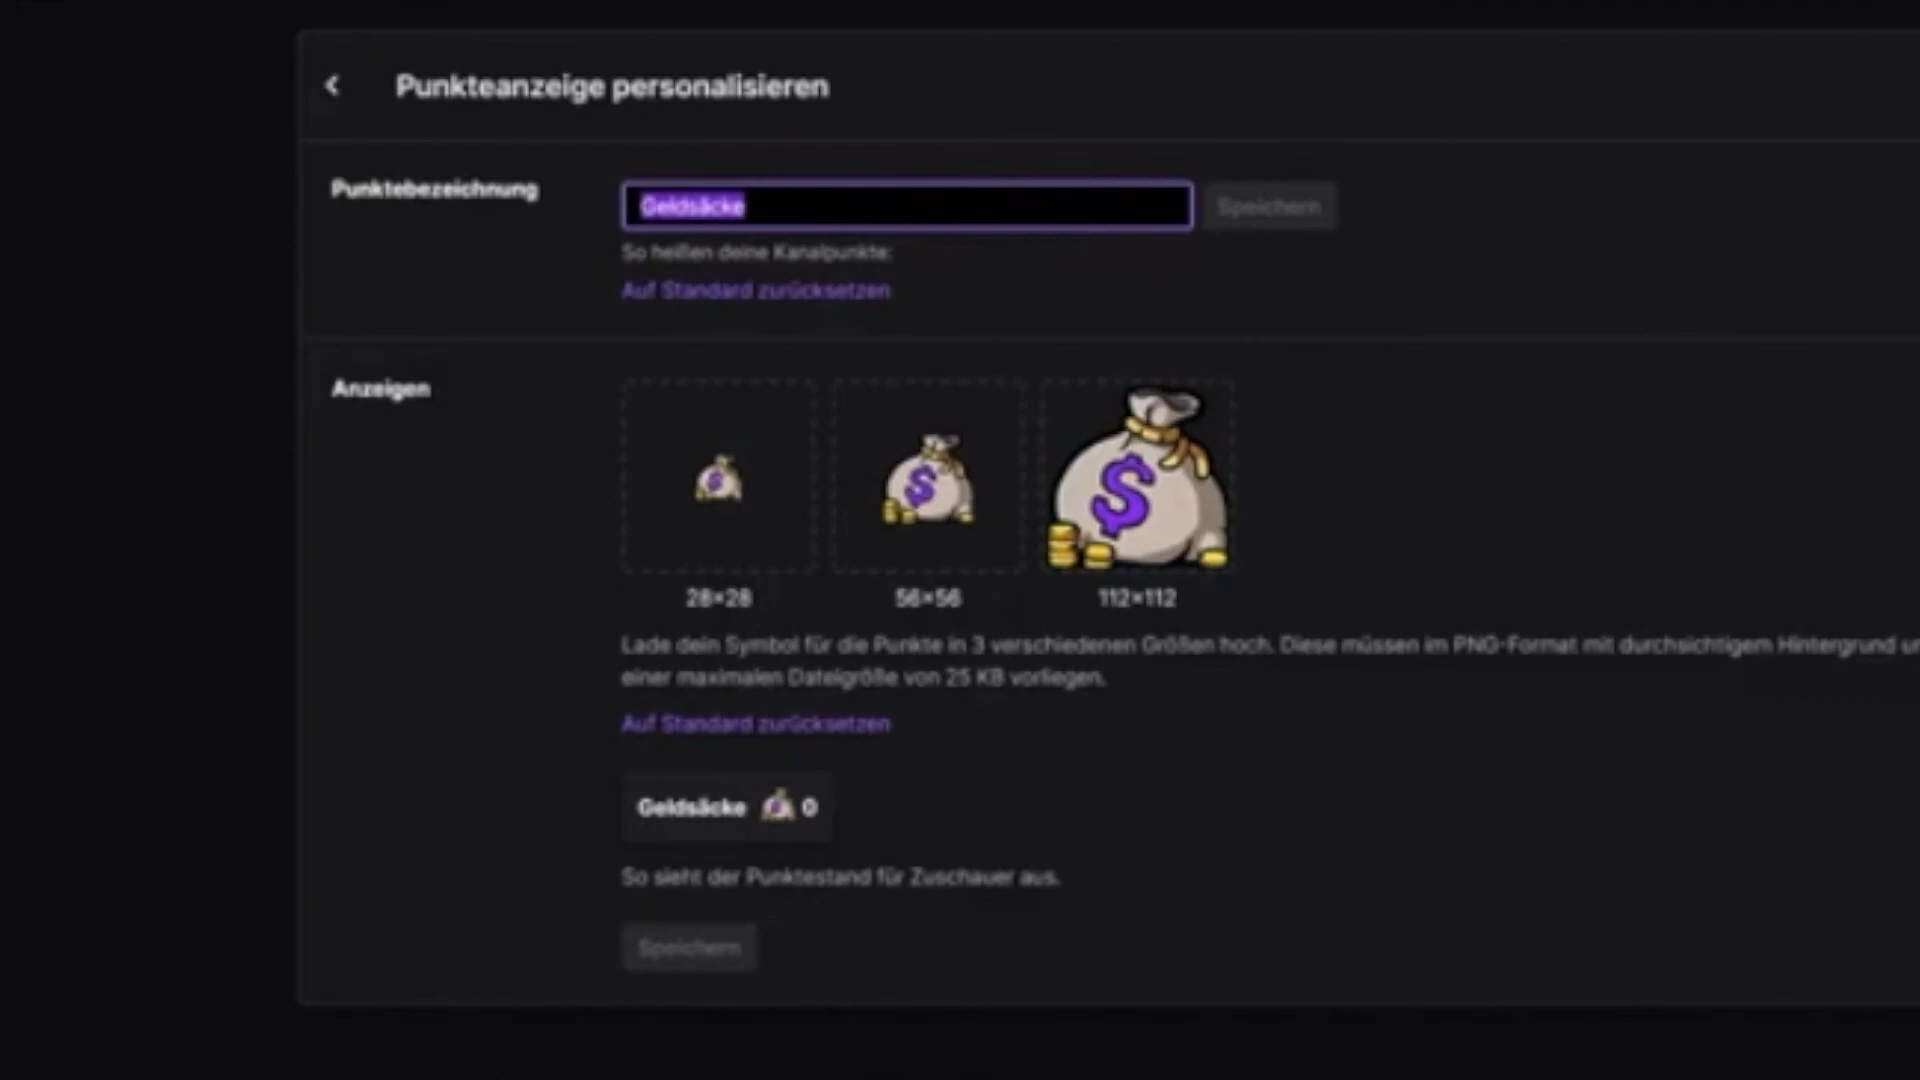 Punkteanzeige personalisieren
Punktebezeichnung
Geldsäcke
Speichern
So heißen deine Kanalpunkte:
Auf Standard zurücksetzen
Anzeigen
$
$
$
28×28
56×56
112×112
Lade dein Symbol für die Punkte in 3 verschiedenen Größen hoch. Diese müssen im PNG-Format mit durchsichtigem Hintergrund
einer maximalen Dateigröße von 25 KB vorliegen.
Auf Standard zurücksetzen
Geldsäcke 0
So sieht der Punktestand für Zuschauer aus.
Speichern